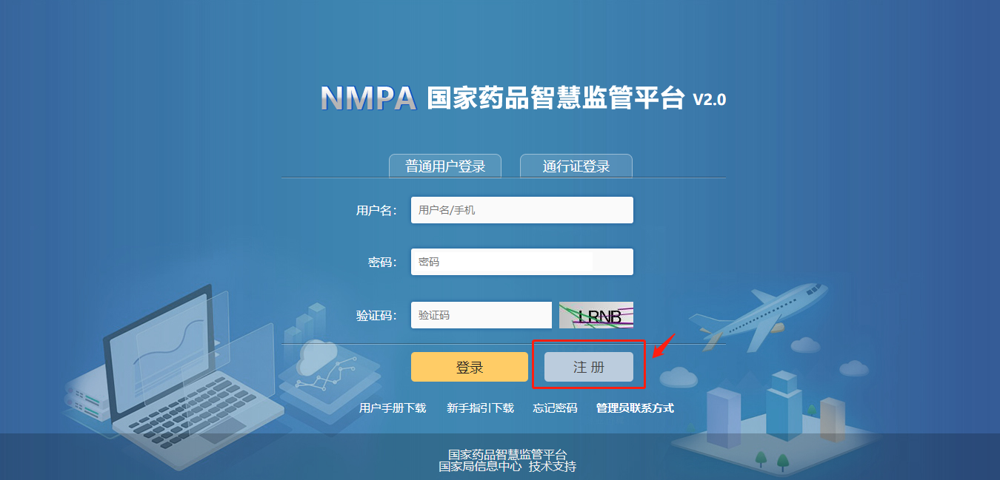 NMPA 国家药品智慧监管平台 V2.0
普通用户登录 通行证登录
用户名： 用户名/手机
密码： 密码
验证码： 验证码 LRNB
登录 注 册
用户手册下载 新手指引下载 忘记密码 管理员联系方式
国家药品智慧监管平台
国家局信息中心 技术支持